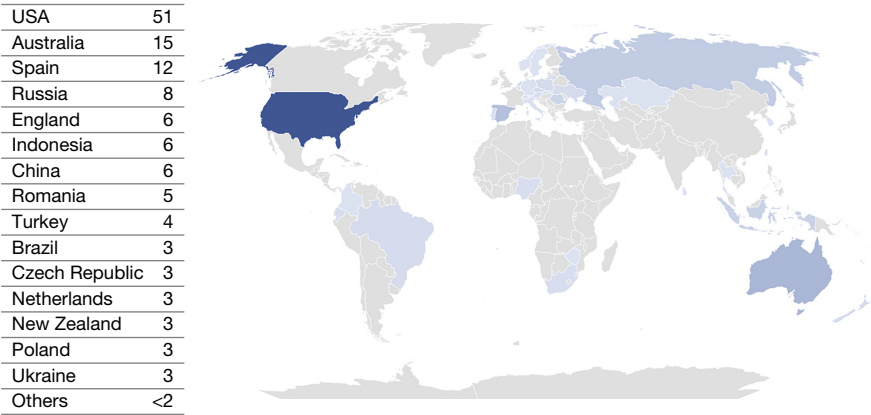 USA 51
Australia 15
Spain 12
Russia 8
England 6
Indonesia 6
China 6
Romania 5
Turkey 4
Brazil 3
Czech Republic 3
Netherlands 3
New Zealand 3
Poland 3
Ukraine 3
Others <2